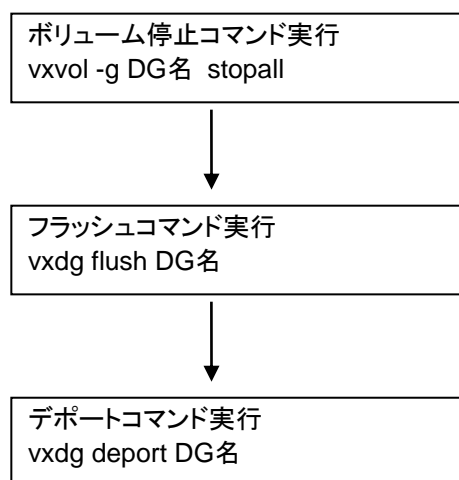 ボリューム停止コマンド実行
vxvol -g DG名 stopall
フラッシュコマンド実行
vxdg flush DG名
デポートコマンド実行
vxdg deport DG名